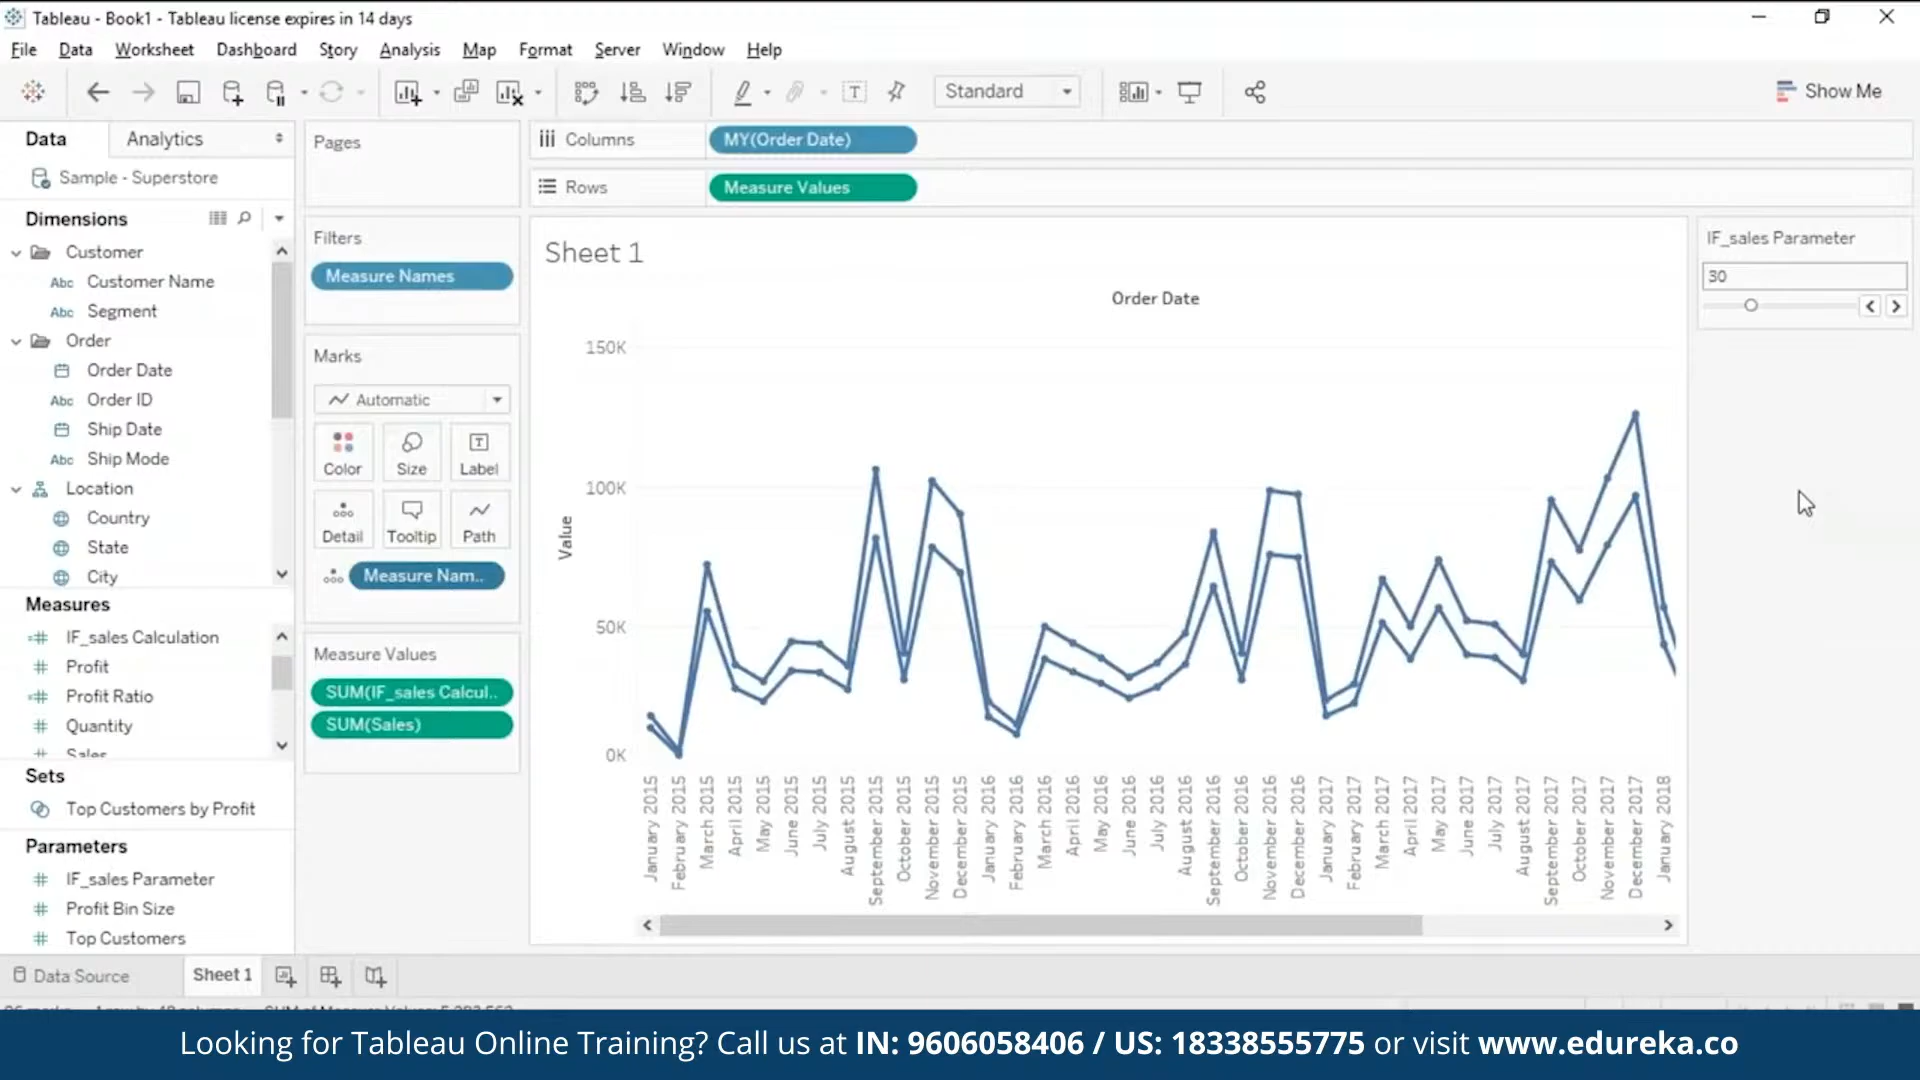 Tableau - Book1 - Tableau license expires in 14 days
File Data Worksheet Dashboard Story Analysis Map Format Server Window Help
Standard
Show Me
Data
Analytics
Sample - Superstore
Dimensions
Customer
Abc Customer Name
Abc Segment
Order
Order Date
Abc Order ID
Ship Date
Abc Ship Mode
Location
Country
State
City
Measures
IF_sales Calculation
Profit
Profit Ratio
Quantity
Sales
Sets
Top Customers by Profit
Parameters
IF_sales Parameter
Profit Bin Size
Top Customers
Pages
Filters
Measure Names
Marks
Automatic
Color
Size
Label
Detail
Tooltip
Path
Measure Nam..
Measure Values
SUM(IF_sales Calcul..
SUM(Sales)
Columns
MY(Order Date)
Rows
Measure Values
Sheet 1
Order Date
Value
150K
100K
50K
0K
January 2015
February 2015
March 2015
April 2015
May 2015
June 2015
July 2015
August 2015
September 2015
October 2015
November 2015
December 2015
January 2016
February 2016
March 2016
April 2016
May 2016
June 2016
July 2016
August 2016
September 2016
October 2016
November 2016
December 2016
January 2017
February 2017
March 2017
April 2017
May 2017
June 2017
July 2017
August 2017
September 2017
October 2017
November 2017
December 2017
January 2018
IF_sales Parameter
30
Data Source
Sheet 1
Looking for Tableau Online Training? Call us at IN: 9606058406 / US: 18338555775 or visit www.edureka.co